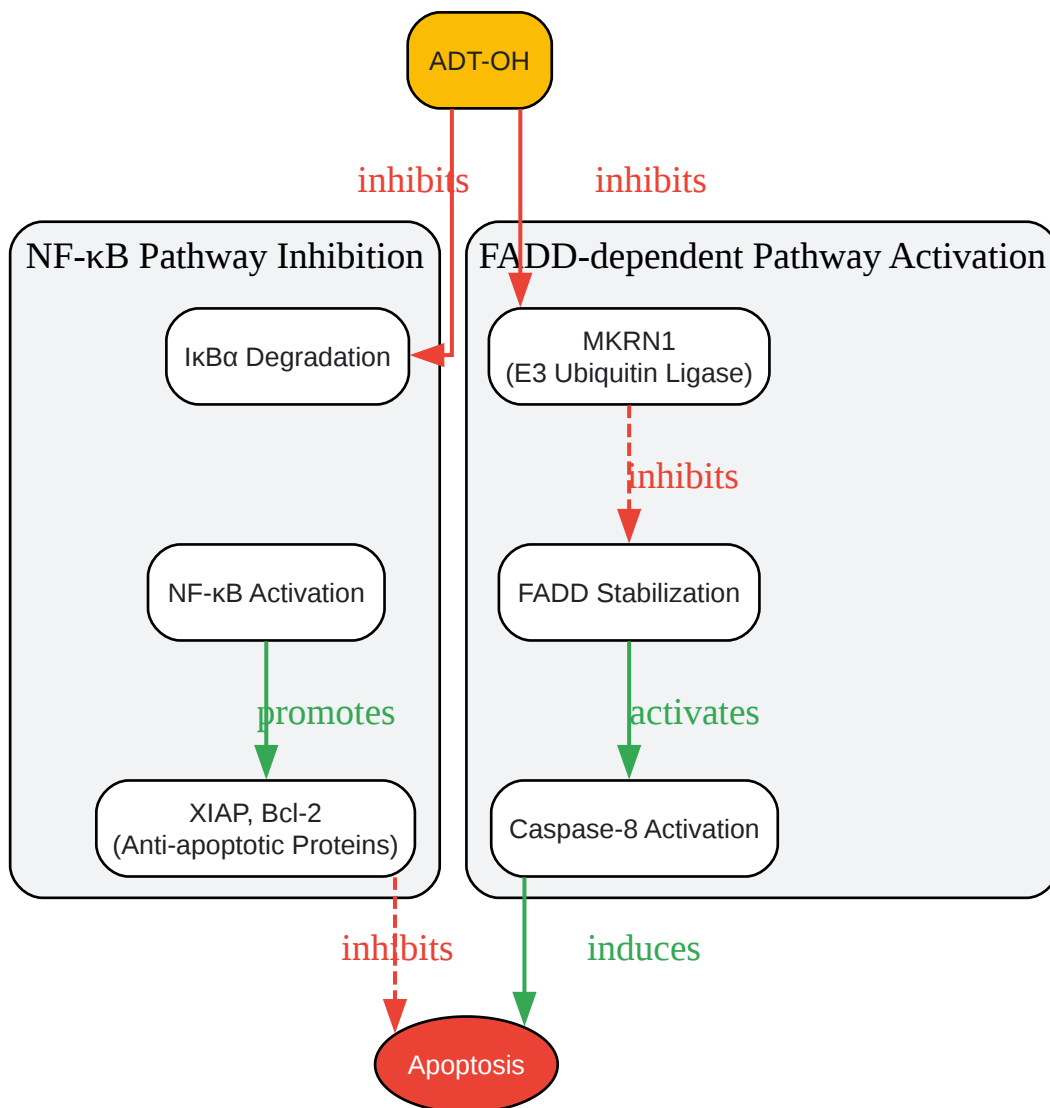 ADT-OH
inhibits
inhibits
NF-κB Pathway Inhibition
FADD-dependent Pathway Activation
IκBα Degradation
MKRN1
(E3 Ubiquitin Ligase)
inhibits
NF-κB Activation
FADD Stabilization
promotes
activates
XIAP, Bcl-2
(Anti-apoptotic Proteins)
Caspase-8 Activation
inhibits
induces
Apoptosis